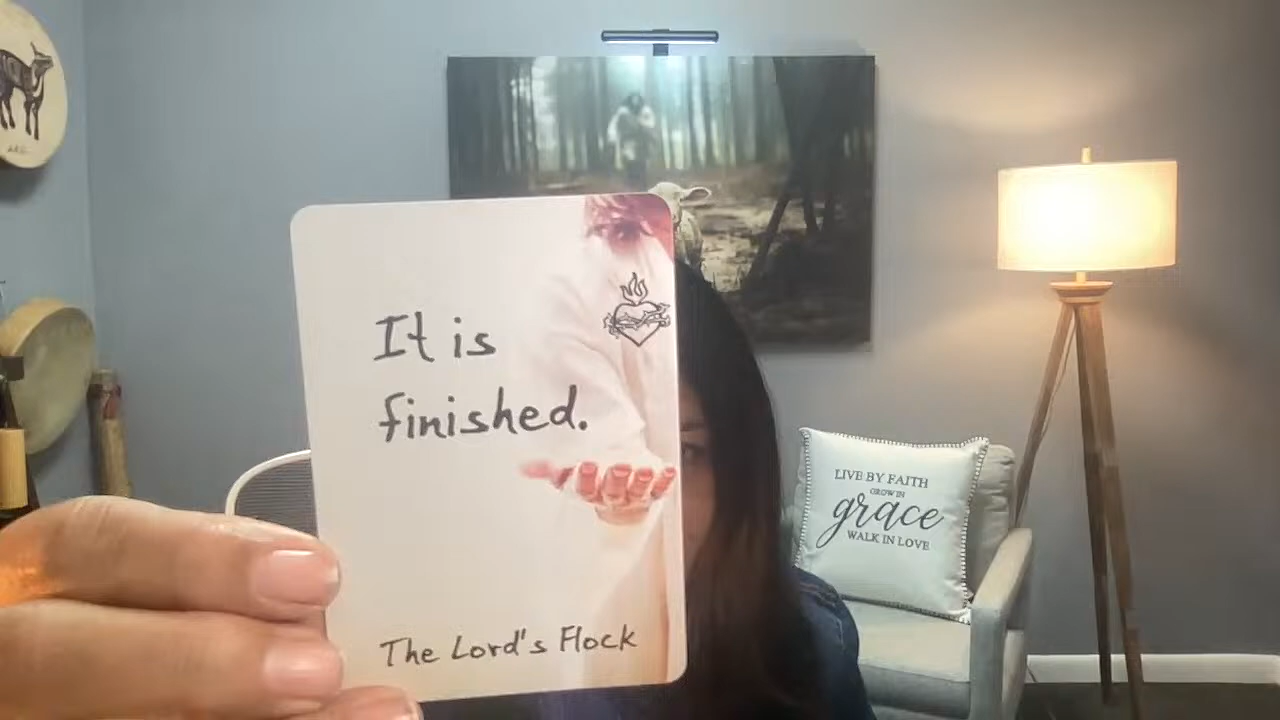 It is
finished.
The Lord's Flock
LIVE BY FAITH
GROW IN
grace
WALK IN LOVE